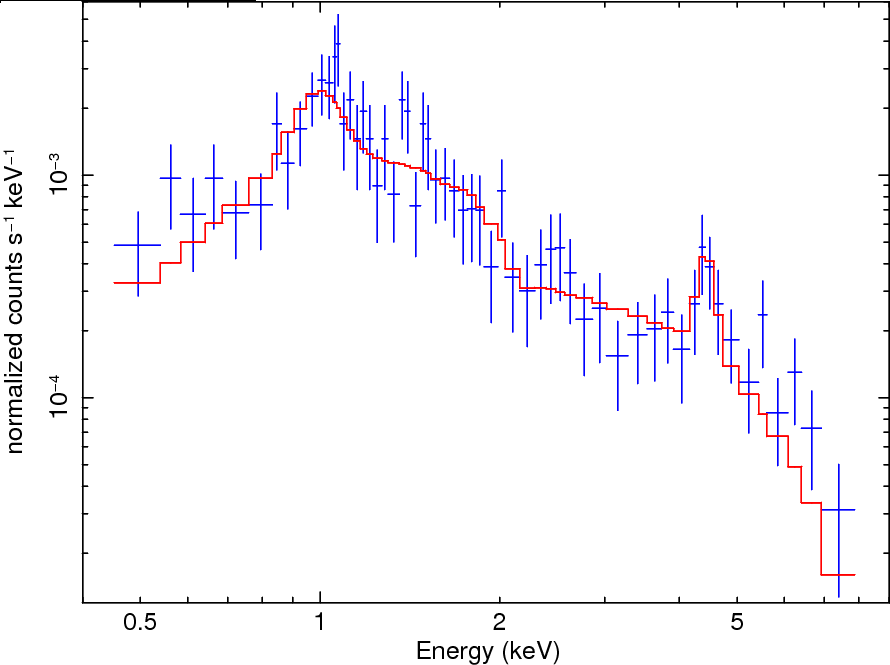 normalized counts s⁻¹ keV⁻¹
10⁻³
10⁻⁴
0.5 1 2 5
Energy (keV)